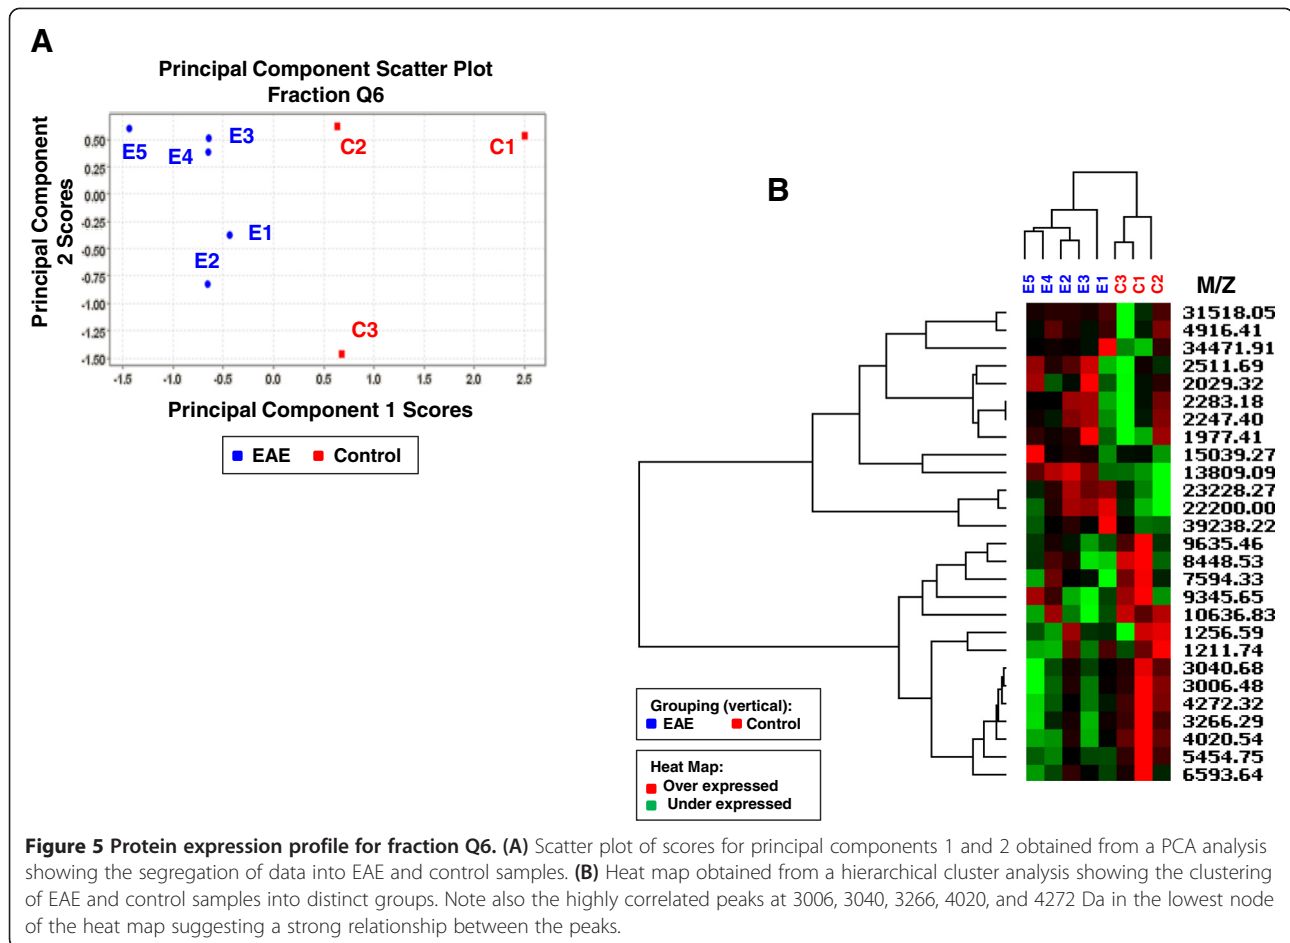 A
Principal Component Scatter Plot
Fraction Q6
Principal Component
2 Scores
0.50
0.25
0.00
-0.25
-0.50
-0.75
-1.00
-1.25
-1.50
E5
E4
E3
C2
C1
E1
E2
C3
-1.5 -1.0 -0.5 0.0 0.5 1.0 1.5 2.0 2.5
Principal Component 1 Scores
EAE Control
B
E5 E4 E2 E3 E1 C3 C1 C2 M/Z
31518.05
4916.41
34471.91
2511.69
2029.32
2283.18
2247.40
1977.41
15039.27
13809.09
23228.27
22200.00
39238.22
9635.46
8448.53
7594.33
9345.65
10636.83
1256.59
1211.74
3040.68
3006.48
4272.32
3266.29
4020.54
5454.75
6593.64
Grouping (vertical):
EAE Control
Heat Map:
Over expressed
Under expressed
Figure 5 Protein expression profile for fraction Q6. (A) Scatter plot of scores for principal components 1 and 2 obtained from a PCA analysis
showing the segregation of data into EAE and control samples. (B) Heat map obtained from a hierarchical cluster analysis showing the clustering
of EAE and control samples into distinct groups. Note also the highly correlated peaks at 3006, 3040, 3266, 4020, and 4272 Da in the lowest node
of the heat map suggesting a strong relationship between the peaks.